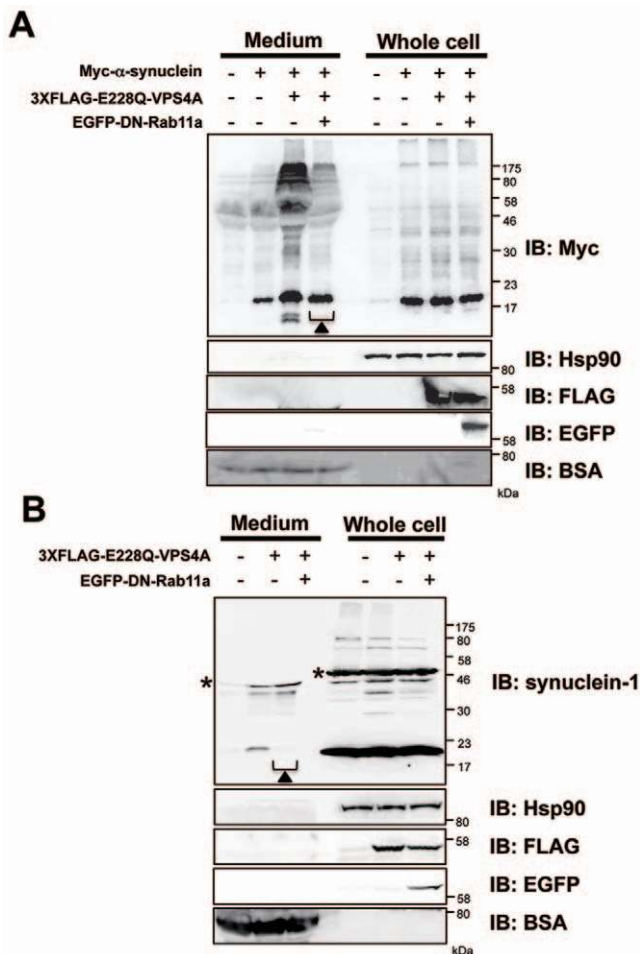 A
Medium Whole cell
Myc-α-synuclein - + + + - + + +
3XFLAG-E228Q-VPS4A + + + +
EGFP-DN-Rab11a - - - + - - - +
175
80
58
46
30
23
17
IB: Myc
80
IB: Hsp90
58
IB: FLAG
58
IB: EGFP
80
IB: BSA
kDa
B
Medium Whole cell
3XFLAG-E228Q-VPS4A - + + - + +
EGFP-DN-Rab11a - - + - - +
*
*
175
80
58
46
30
23
17
IB: synuclein-1
80
IB: Hsp90
58
IB: FLAG
58
IB: EGFP
80
IB: BSA
kDa